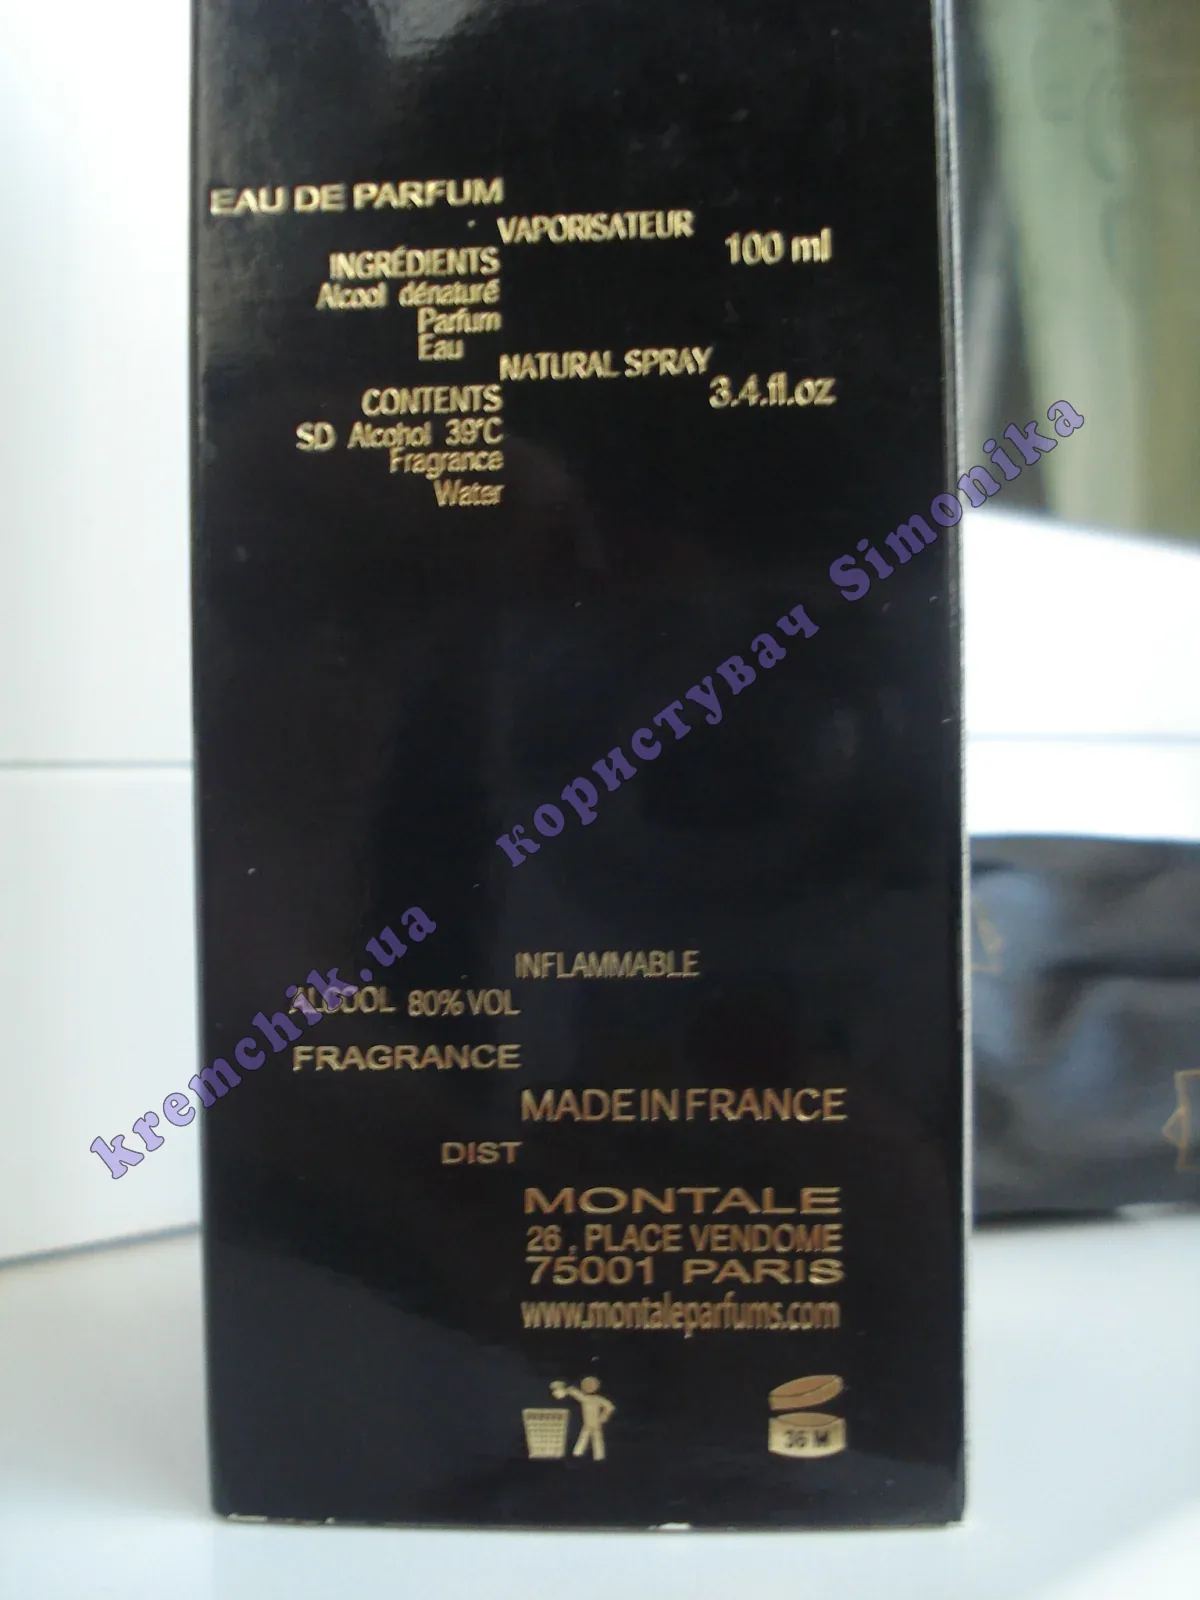 EAU DE PARFUM
VAPORISATEUR
100 ml
INGRÉDIENTS
Alcool dénaturé
Parfum
Eau
NATURAL SPRAY
3.4.fl.oz
CONTENTS
SD Alcohol 39°C
Fragrance
Water
користувач Simonika
kremchik.ua
INFLAMMABLE
ALCOOL 80% VOL
FRAGRANCE
MADE IN FRANCE
DIST
MONTALE
26 , PLACE VENDOME
75001 PARIS
www.montaleparfums.com
36 M